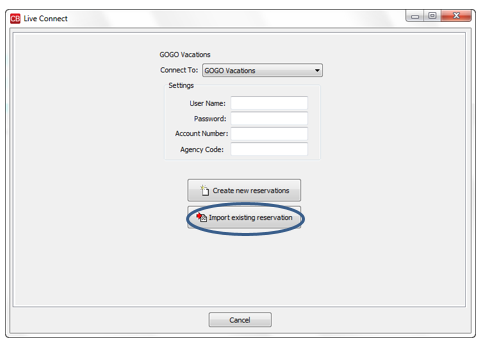 CB Live Connect
GOGO Vacations
Connect To: GOGO Vacations
Settings
User Name:
Password:
Account Number:
Agency Code:
Create new reservations
Import existing reservation
Cancel